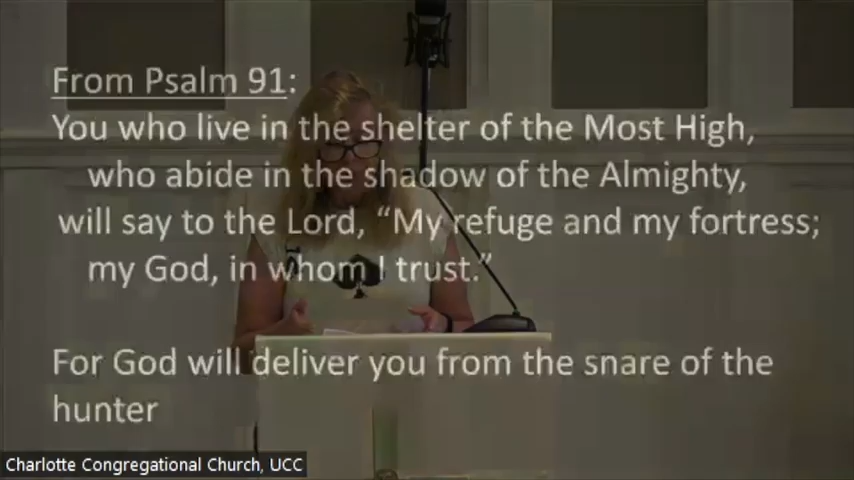 From Psalm 91:
You who live in the shelter of the Most High,
who abide in the shadow of the Almighty,
will say to the Lord, “My refuge and my fortress;
my God, in whom I trust.”
For God will deliver you from the snare of the
hunter
Charlotte Congregational Church, UCC